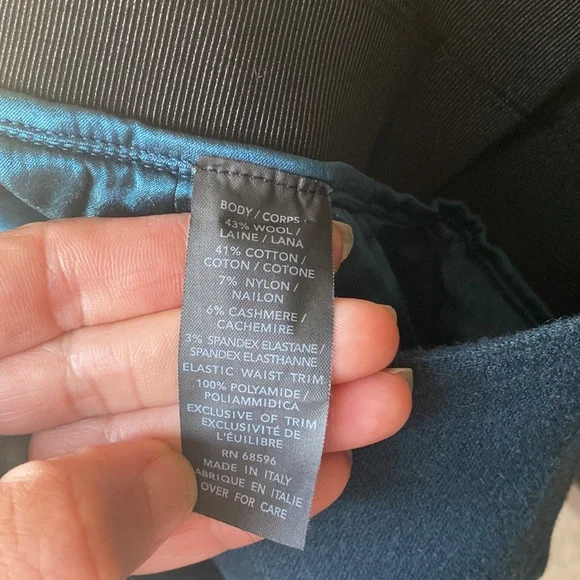 BODY / CORPS :
43% WOOL /
LAINE / LANA
41% COTTON /
COTON / COTONE
7% NYLON /
NAILON
6% CASHMERE /
CACHEMIRE
3% SPANDEX ELASTANE /
SPANDEX ELASTHANNE
ELASTIC WAIST TRIM
100% POLYAMIDE /
POLIAMMIDICA
EXCLUSIVE OF TRIM
EXCLUSIVITÉ DE
L'ÉUILIBRE
RN 68596
MADE IN ITALY
FABRIQUE EN ITALIE
OVER FOR CARE